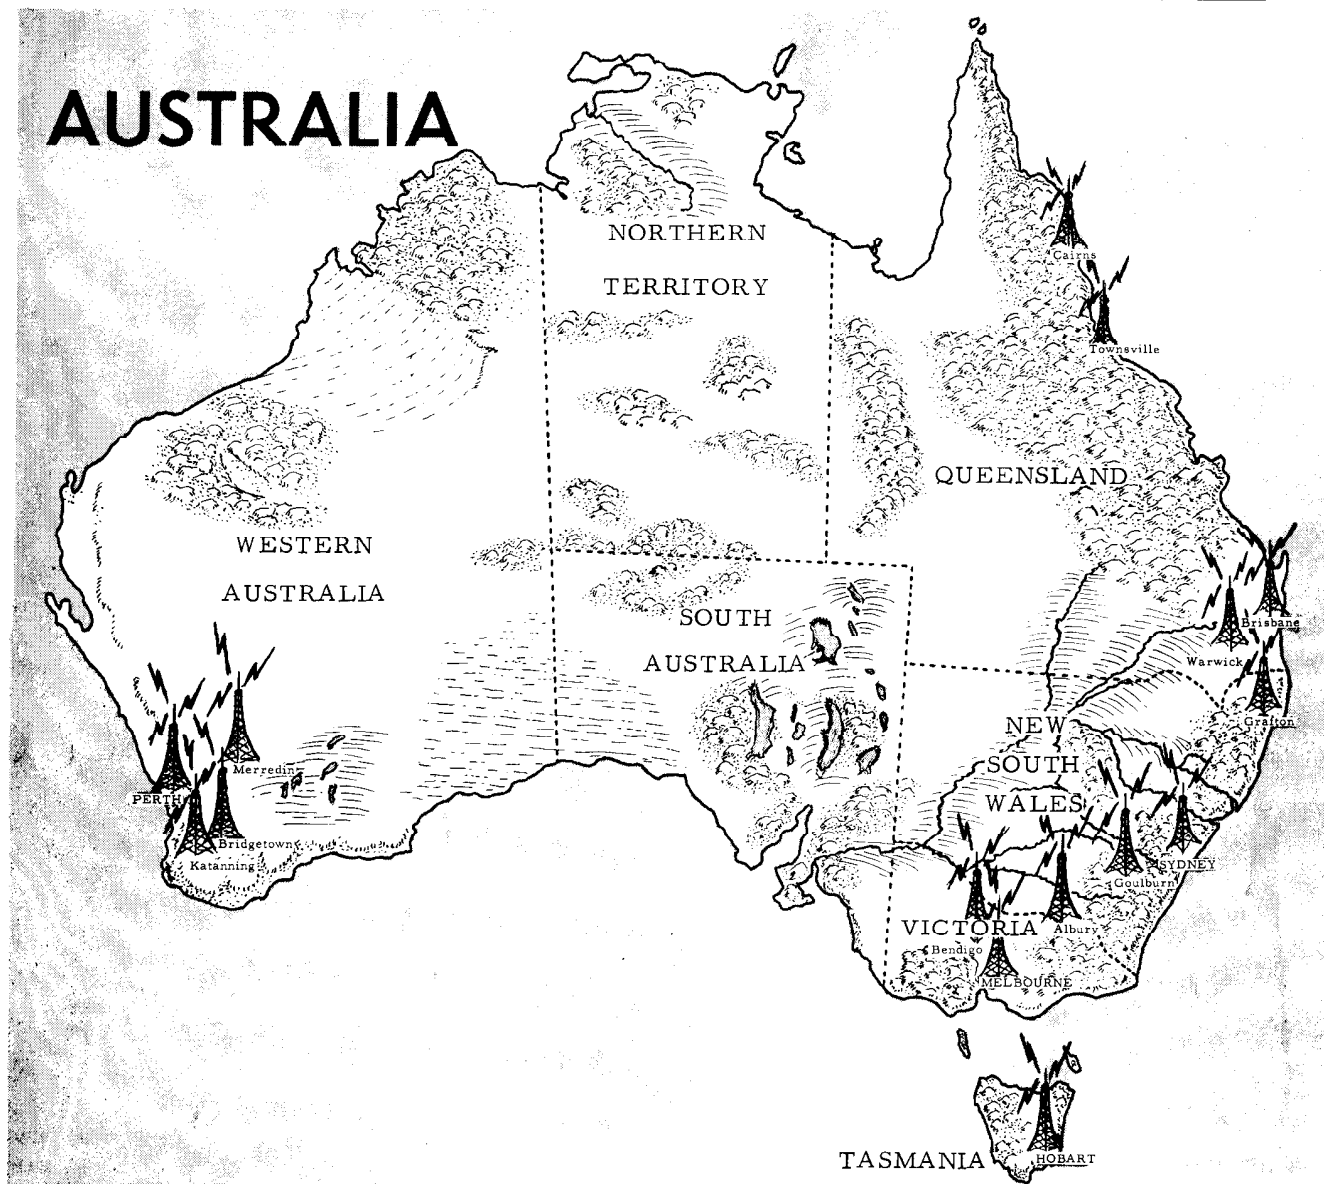 AUSTRALIA
NORTHERN
TERRITORY
Cairns
Townsville
QUEENSLAND
WESTERN
AUSTRALIA
SOUTH
AUSTRALIA
Brisbane
Warwick
Grafton
NEW
SOUTH
WALES
Merredin
PERTH
Bridgetown
Katanning
SYDNEY
Goulburn
VICTORIA
Albury
Bendigo
MELBOURNE
TASMANIA
HOBART